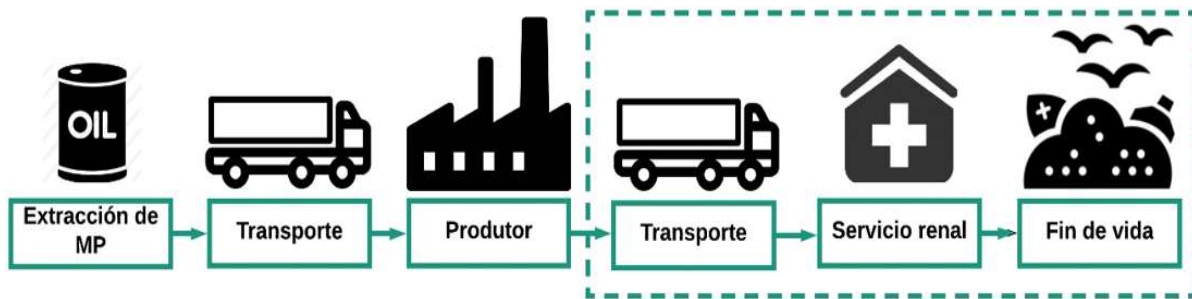 OIL
Extracción de
MP
Transporte
Produtor
Transporte
Servicio renal
Fin de vida